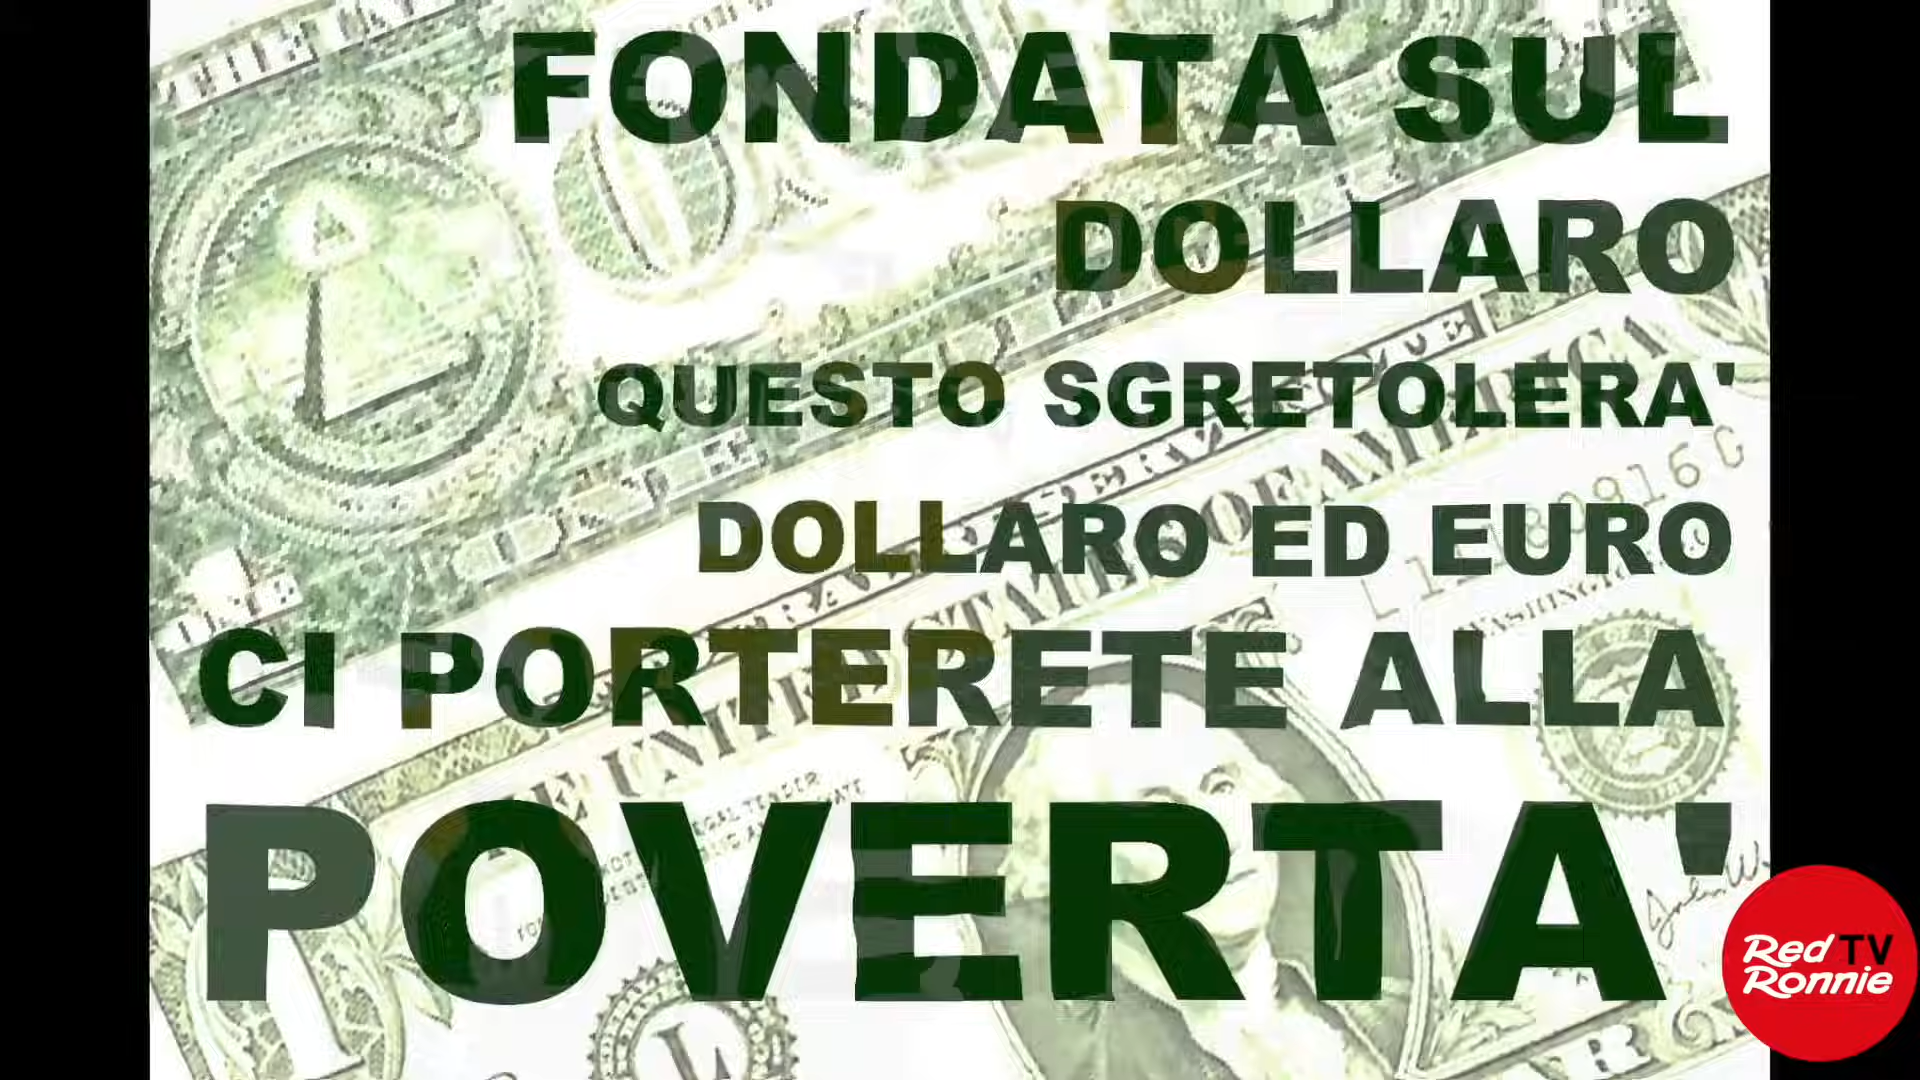 FONDATA SUL
DOLLARO
QUESTO SGRETOLERA'
DOLLARO ED EURO
CI PORTERETE ALLA
POVERTA'
Red TV
Ronnie